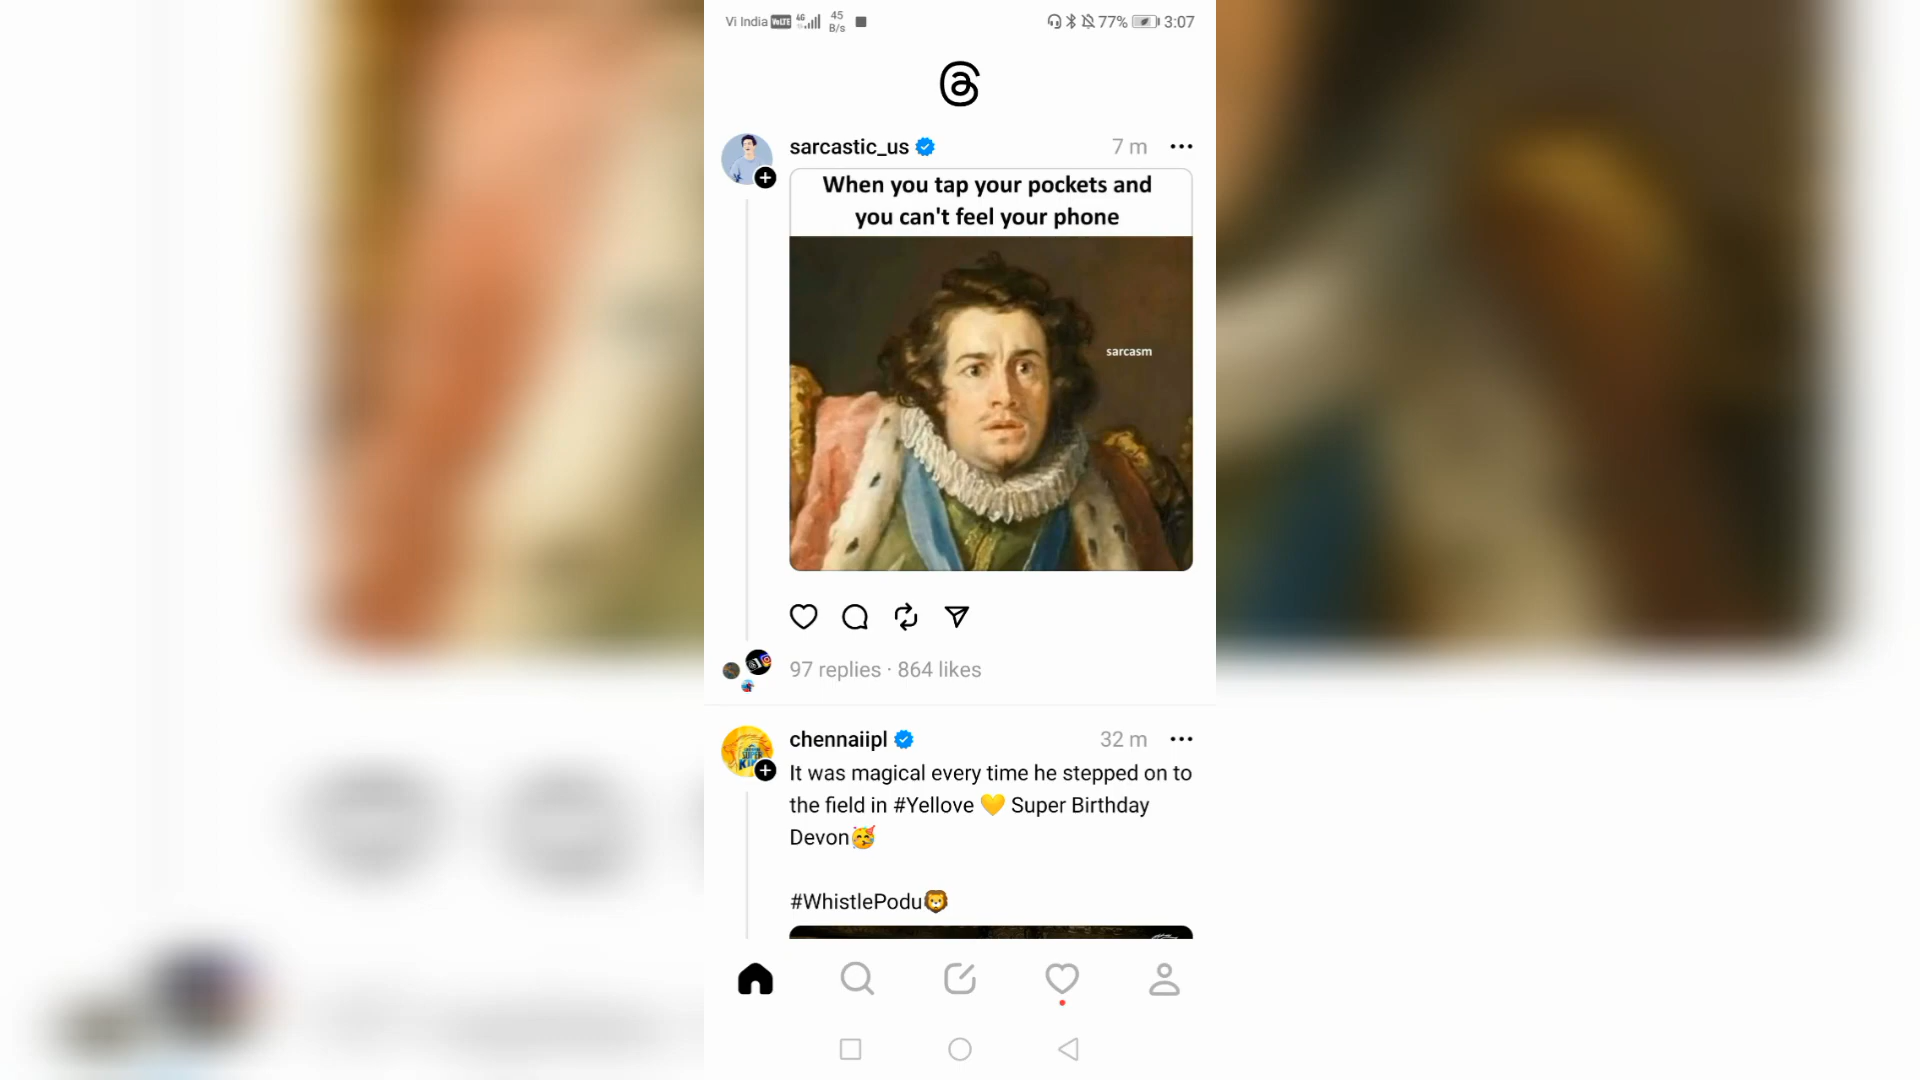 Vi India VoLTE 4G 45 B/s 77% 3:07
sarcastic_us 7 m
When you tap your pockets and
you can't feel your phone
sarcasm
97 replies · 864 likes
chennaiipl 32 m
It was magical every time he stepped on to
the field in #Yellove 💛 Super Birthday
Devon🥳
#WhistlePodu🦁